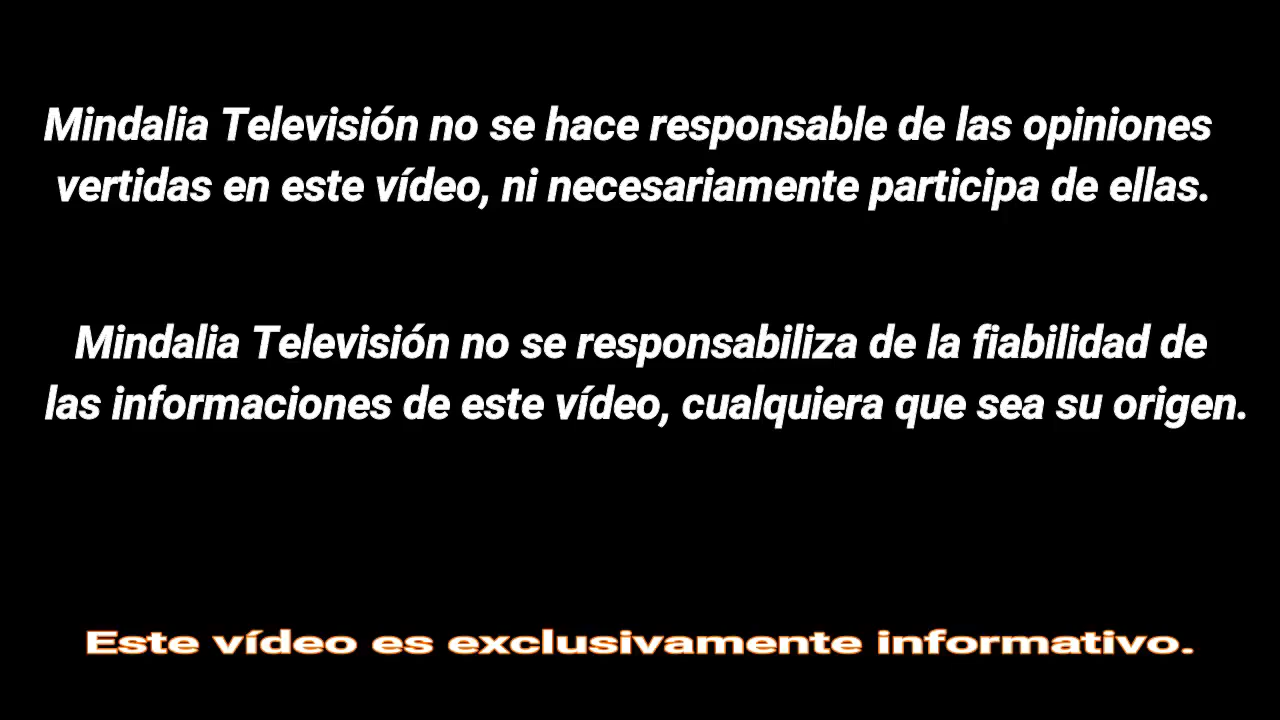 Mindalia Televisión no se hace responsable de las opiniones
vertidas en este vídeo, ni necesariamente participa de ellas.
Mindalia Televisión no se responsabiliza de la fiabilidad de
las informaciones de este vídeo, cualquiera que sea su origen.
Este vídeo es exclusivamente informativo.